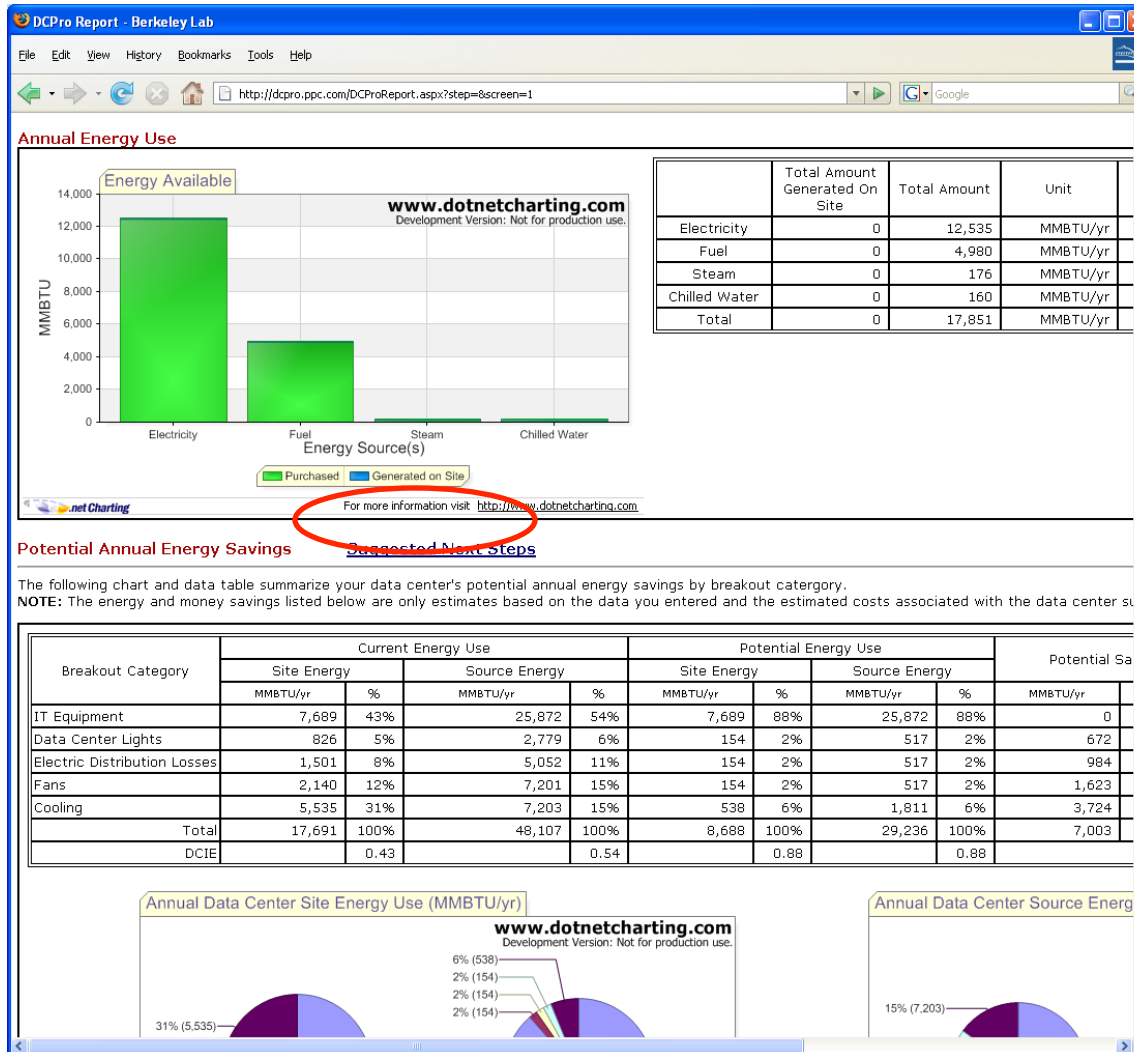 DCPro Report - Berkeley Lab
File Edit View History Bookmarks Tools Help
http://dcpro.ppc.com/DCProReport.aspx?step=&screen=1
G Google
Annual Energy Use
Energy Available
www.dotnetcharting.com
Development Version: Not for production use.
14,000
12,000
10,000
8,000
6,000
4,000
2,000
0
MMBTU
Electricity Fuel Steam Chilled Water
Energy Source(s)
Purchased Generated on Site
.net Charting
For more information visit http://www.dotnetcharting.com
Total Amount Generated On Site Total Amount Unit
Electricity 0 12,535 MMBTU/yr
Fuel 0 4,980 MMBTU/yr
Steam 0 176 MMBTU/yr
Chilled Water 0 160 MMBTU/yr
Total 0 17,851 MMBTU/yr
Potential Annual Energy Savings Suggested Next Steps
The following chart and data table summarize your data center's potential annual energy savings by breakout catergory.
NOTE: The energy and money savings listed below are only estimates based on the data you entered and the estimated costs associated with the data center
Breakout Category Current Energy Use Potential Energy Use Potential
Site Energy Source Energy Site Energy Source Energy
MMBTU/yr % MMBTU/yr % MMBTU/yr % MMBTU/yr % MMBTU/yr
IT Equipment 7,689 43% 25,872 54% 7,689 88% 25,872 88% 0
Data Center Lights 826 5% 2,779 6% 154 2% 517 2% 672
Electric Distribution Losses 1,501 8% 5,052 11% 154 2% 517 2% 984
Fans 2,140 12% 7,201 15% 154 2% 517 2% 1,623
Cooling 5,535 31% 7,203 15% 538 6% 1,811 6% 3,724
Total 17,691 100% 48,107 100% 8,688 100% 29,236 100% 7,003
DCIE 0.43 0.54 0.88 0.88
Annual Data Center Site Energy Use (MMBTU/yr)
www.dotnetcharting.com
Development Version: Not for production use.
6% (538)
2% (154)
2% (154)
2% (154)
31% (5,535)
Annual Data Center Source Energ
15% (7,203)